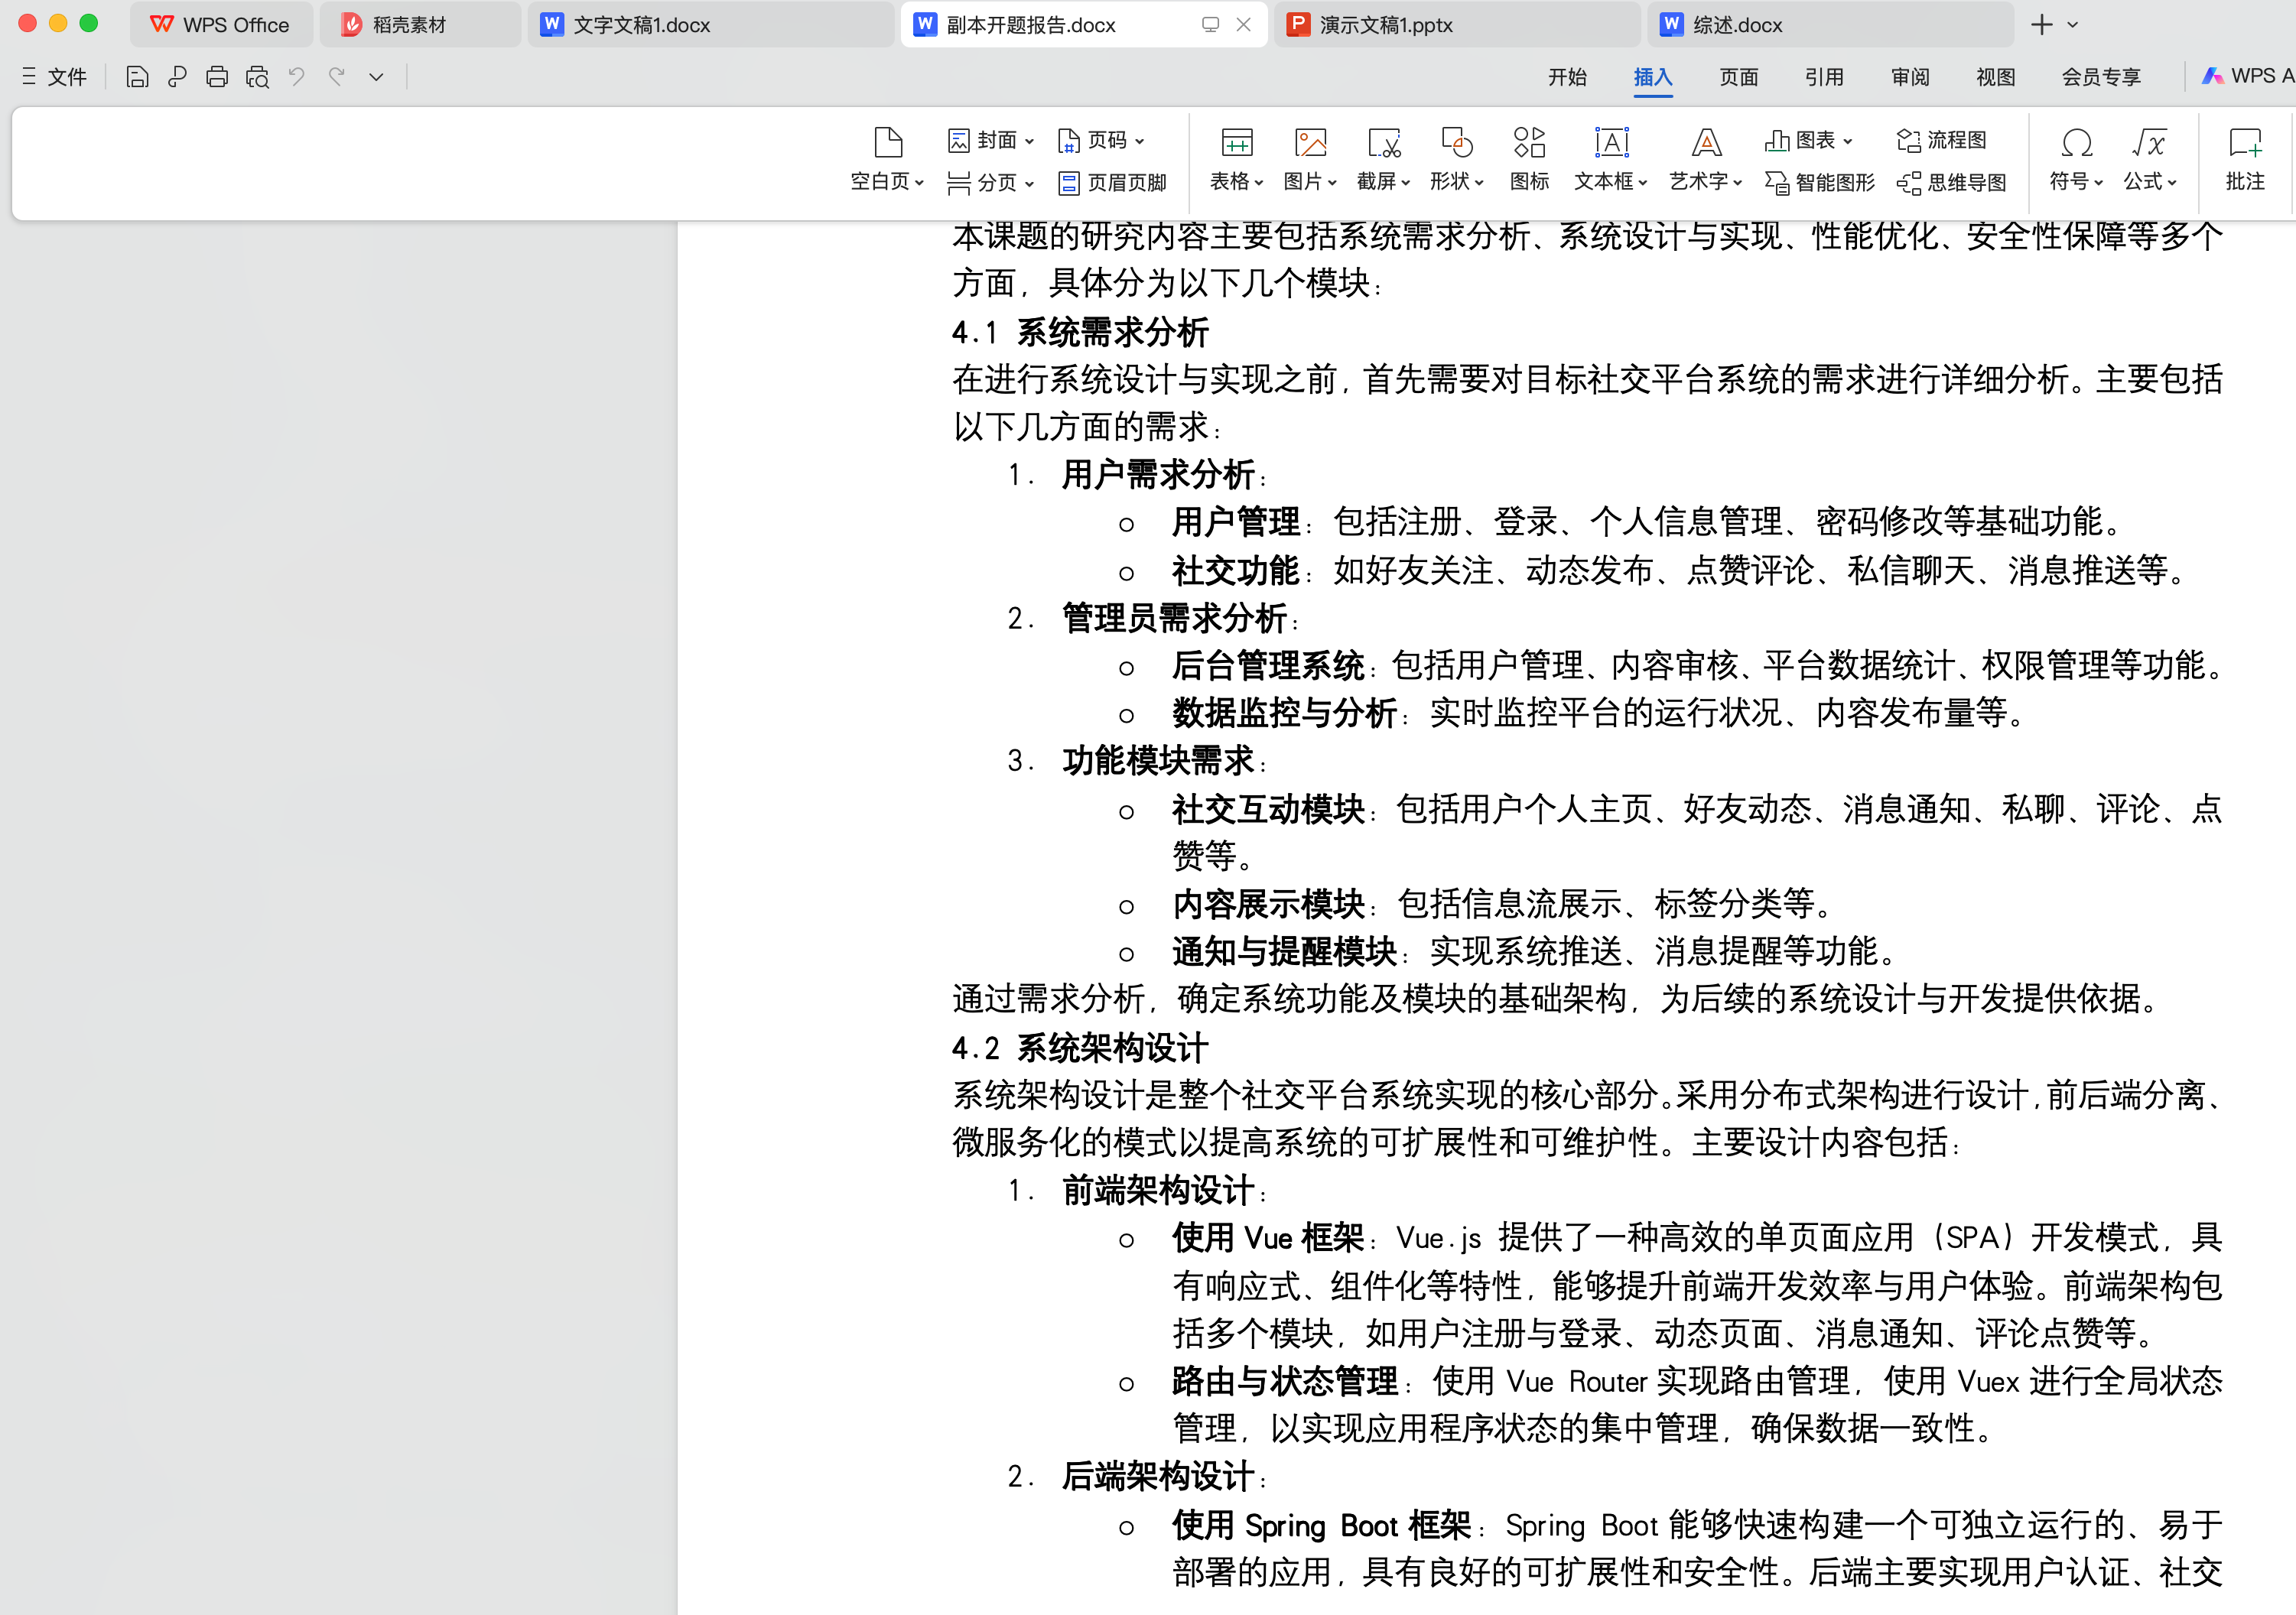 WPS Office 稻壳素材 文字文稿1.docx 副本开题报告.docx 演示文稿1.pptx 综述.docx
文件 开始 插入 页面 引用 审阅 视图 会员专享 WPS A
封面 页码 图表 流程图
空白页 分页 页眉页脚 表格 图片 截屏 形状 图标 文本框 艺术字 智能图形 思维导图 符号 公式 批注
本课题的研究内容主要包括系统需求分析、系统设计与实现、性能优化、安全性保障等多个
方面，具体分为以下几个模块：
4.1 系统需求分析
在进行系统设计与实现之前，首先需要对目标社交平台系统的需求进行详细分析。主要包括
以下几方面的需求：
1. 用户需求分析：
○ 用户管理：包括注册、登录、个人信息管理、密码修改等基础功能。
○ 社交功能：如好友关注、动态发布、点赞评论、私信聊天、消息推送等。
2. 管理员需求分析：
○ 后台管理系统：包括用户管理、内容审核、平台数据统计、权限管理等功能。
○ 数据监控与分析：实时监控平台的运行状况、内容发布量等。
3. 功能模块需求：
○ 社交互动模块：包括用户个人主页、好友动态、消息通知、私聊、评论、点
赞等。
○ 内容展示模块：包括信息流展示、标签分类等。
○ 通知与提醒模块：实现系统推送、消息提醒等功能。
通过需求分析，确定系统功能及模块的基础架构，为后续的系统设计与开发提供依据。
4.2 系统架构设计
系统架构设计是整个社交平台系统实现的核心部分。采用分布式架构进行设计，前后端分离、
微服务化的模式以提高系统的可扩展性和可维护性。主要设计内容包括：
1. 前端架构设计：
○ 使用 Vue 框架：Vue.js 提供了一种高效的单页面应用（SPA）开发模式，具
有响应式、组件化等特性，能够提升前端开发效率与用户体验。前端架构包
括多个模块，如用户注册与登录、动态页面、消息通知、评论点赞等。
○ 路由与状态管理：使用 Vue Router 实现路由管理，使用 Vuex 进行全局状态
管理，以实现应用程序状态的集中管理，确保数据一致性。
2. 后端架构设计：
○ 使用 Spring Boot 框架：Spring Boot 能够快速构建一个可独立运行的、易于
部署的应用，具有良好的可扩展性和安全性。后端主要实现用户认证、社交